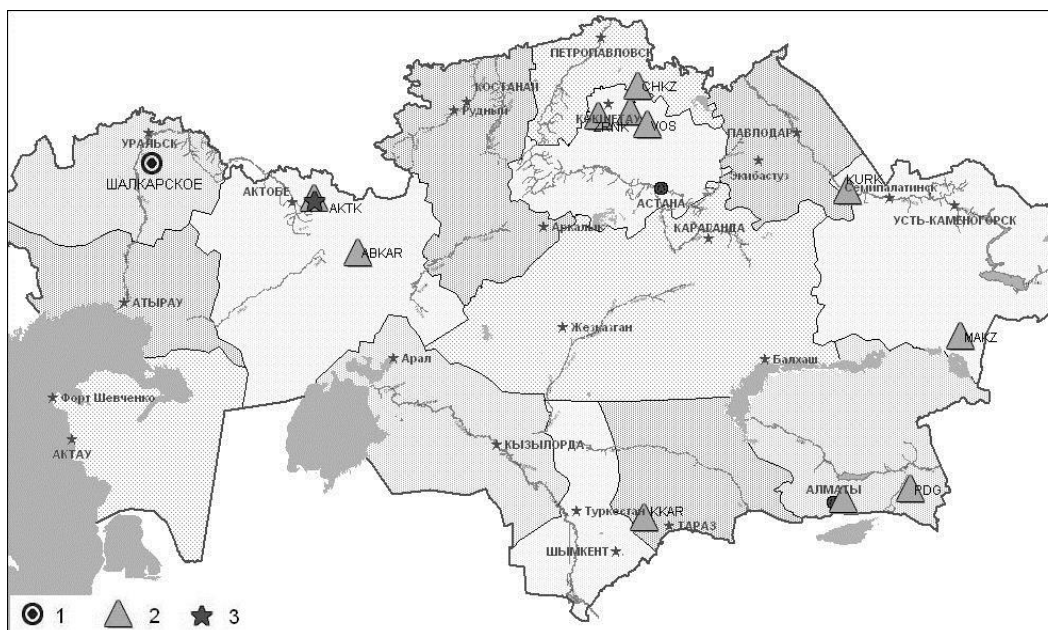 ПЕТРОПАВЛОВСК
КОСТАНАЙ
Рудный
CHKZ
КОКШЕТАУ
ZRNK
VOS
ПАВЛОДАР
Экибастуз
УРАЛЬСК
ШАЛКАРСКОЕ
АКТОБЕ
AKTK
АСТАНА
KURK
Семипалатинск
УСТЬ-КАМЕНОГОРСК
Аркалык
КАРАГАНДА
ABKAR
АТЫРАУ
Жезказган
MAKZ
Арал
Балхаш
Форт Шевченко
АКТАУ
КЫЗЫЛОРДА
АЛМАТЫ
PDG
Туркестан
KKAR
ТАРАЗ
ШЫМКЕНТ
1 2 3